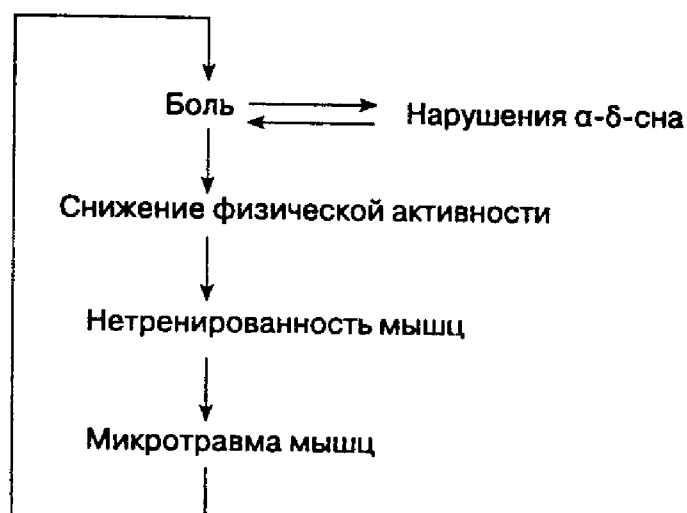 Боль
Нарушения α-δ-сна
Снижение физической активности
Нетренированность мышц
Микротравма мышц